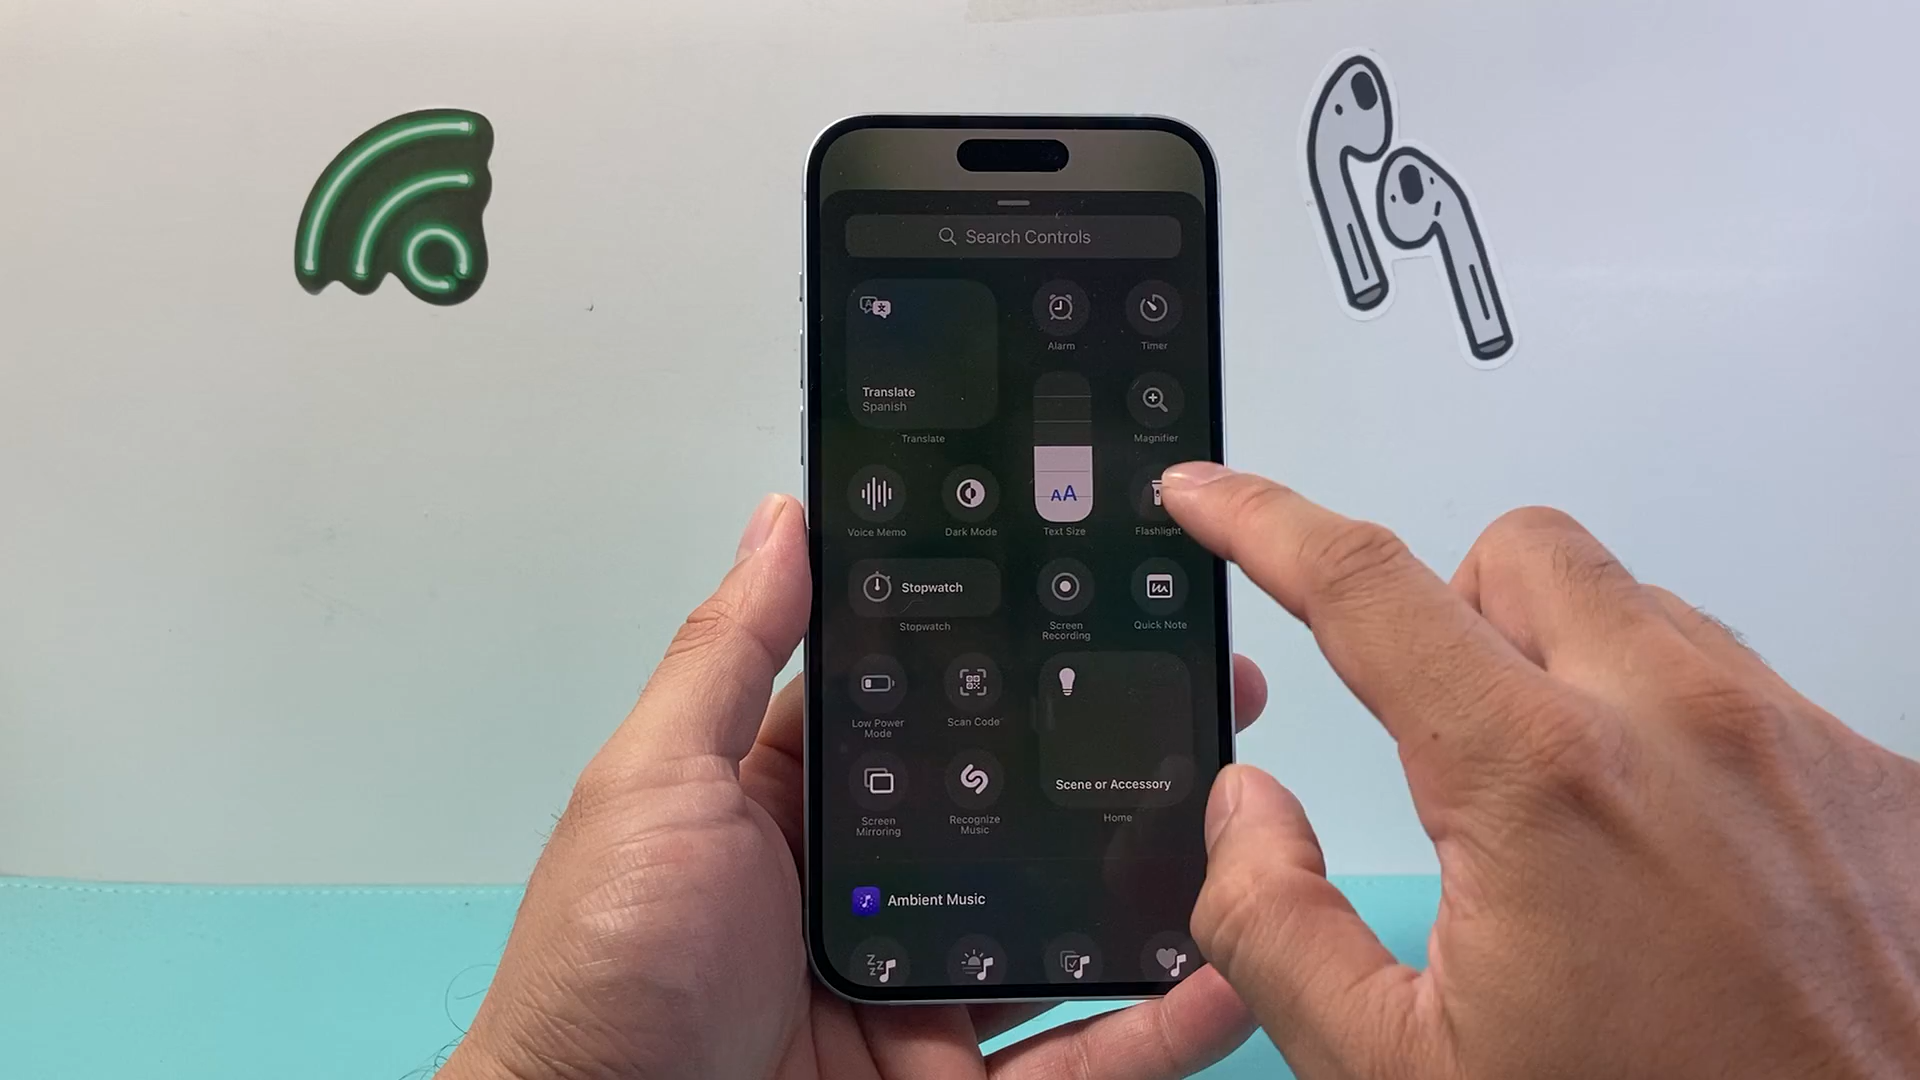 Search Controls
Translate
Spanish
Translate
Alarm
Timer
Magnifier
Voice Memo
Dark Mode
AA
Text Size
Flashlight
Stopwatch
Stopwatch
Screen
Recording
Quick Note
Low Power
Mode
Scan Code
Scene or Accessory
Home
Screen
Mirroring
Recognize
Music
Ambient Music
zzz